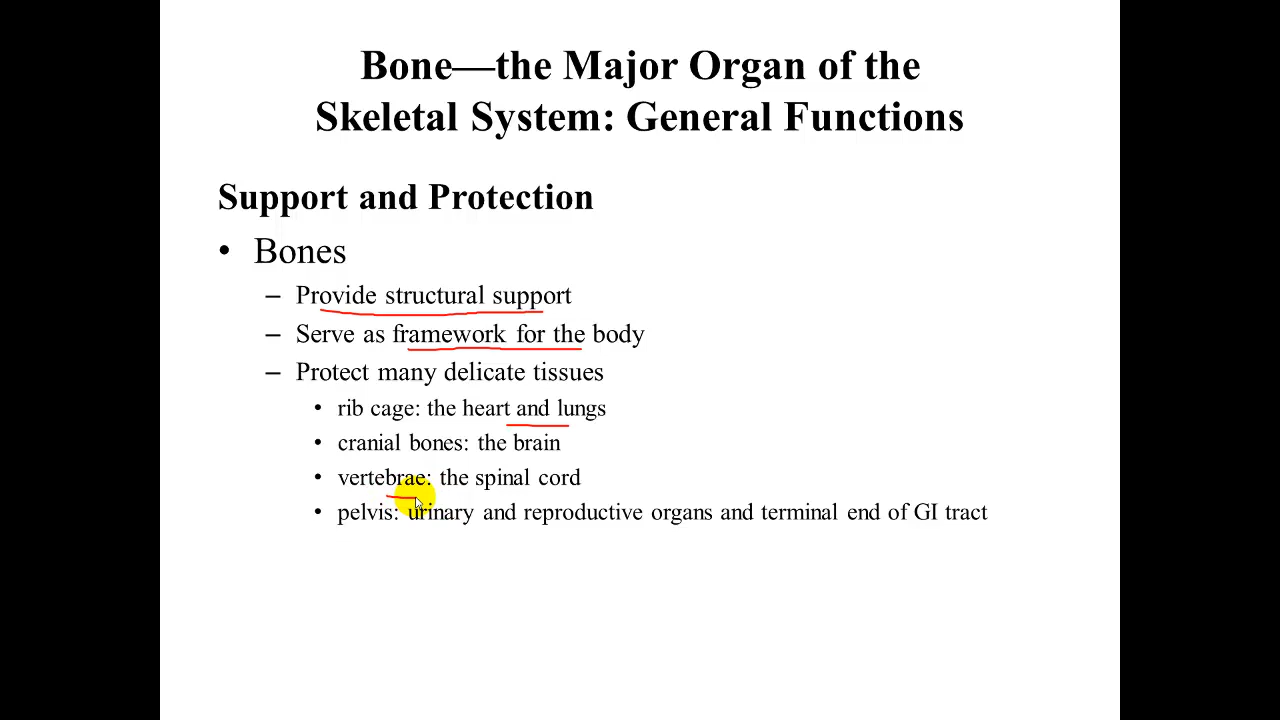 Bone—the Major Organ of the
Skeletal System: General Functions
Support and Protection
• Bones
– Provide structural support
– Serve as framework for the body
– Protect many delicate tissues
• rib cage: the heart and lungs
• cranial bones: the brain
• vertebrae: the spinal cord
• pelvis: urinary and reproductive organs and terminal end of GI tract